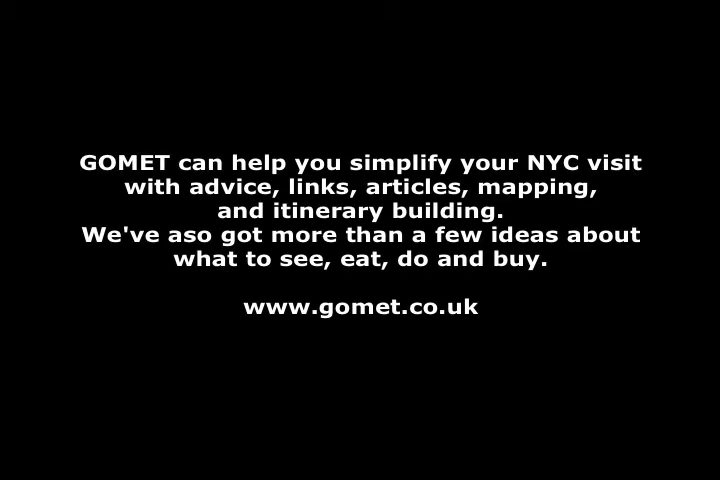 GOMET can help you simplify your NYC visit
with advice, links, articles, mapping,
and itinerary building.
We've aso got more than a few ideas about
what to see, eat, do and buy.
www.gomet.co.uk